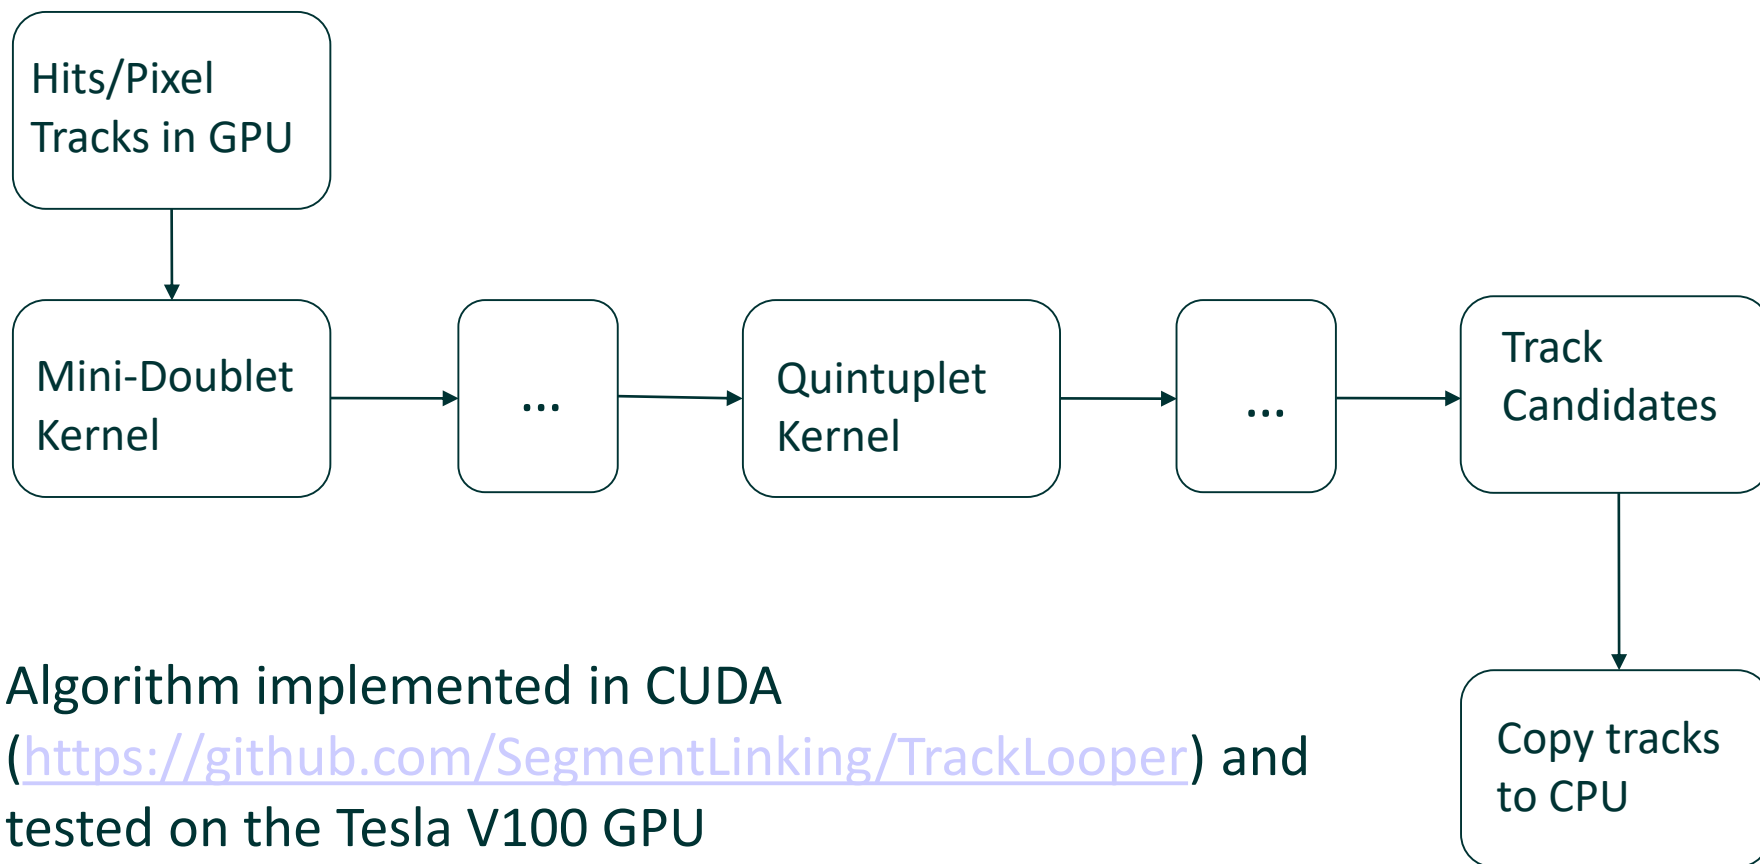 Hits/Pixel
Tracks in GPU
Mini-Doublet
Kernel
...
Quintuplet
Kernel
...
Track
Candidates
Algorithm implemented in CUDA
(https://github.com/SegmentLinking/TrackLooper) and
tested on the Tesla V100 GPU
Copy tracks
to CPU